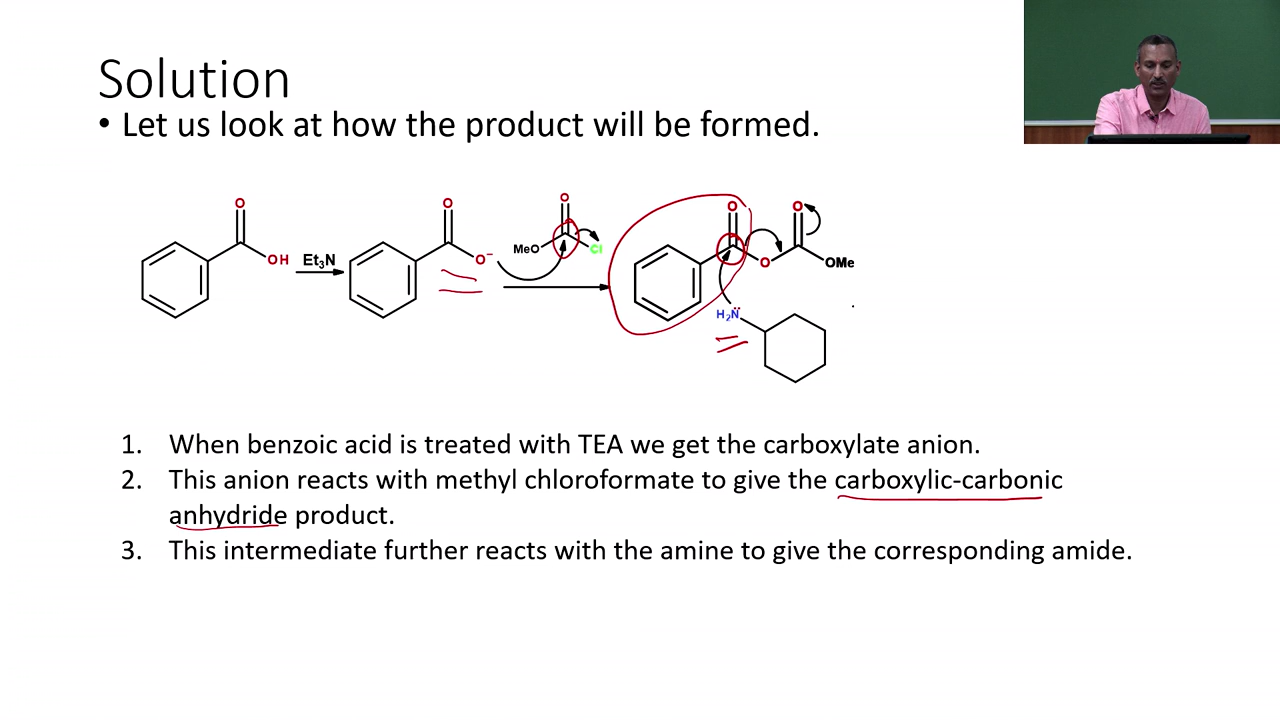 Solution
• Let us look at how the product will be formed.
O
OH
Et₃N
O
O⁻
O
MeO
Cl
O
O
O
OMe
H₂N̈
1. When benzoic acid is treated with TEA we get the carboxylate anion.
2. This anion reacts with methyl chloroformate to give the carboxylic-carbonic
anhydride product.
3. This intermediate further reacts with the amine to give the corresponding amide.